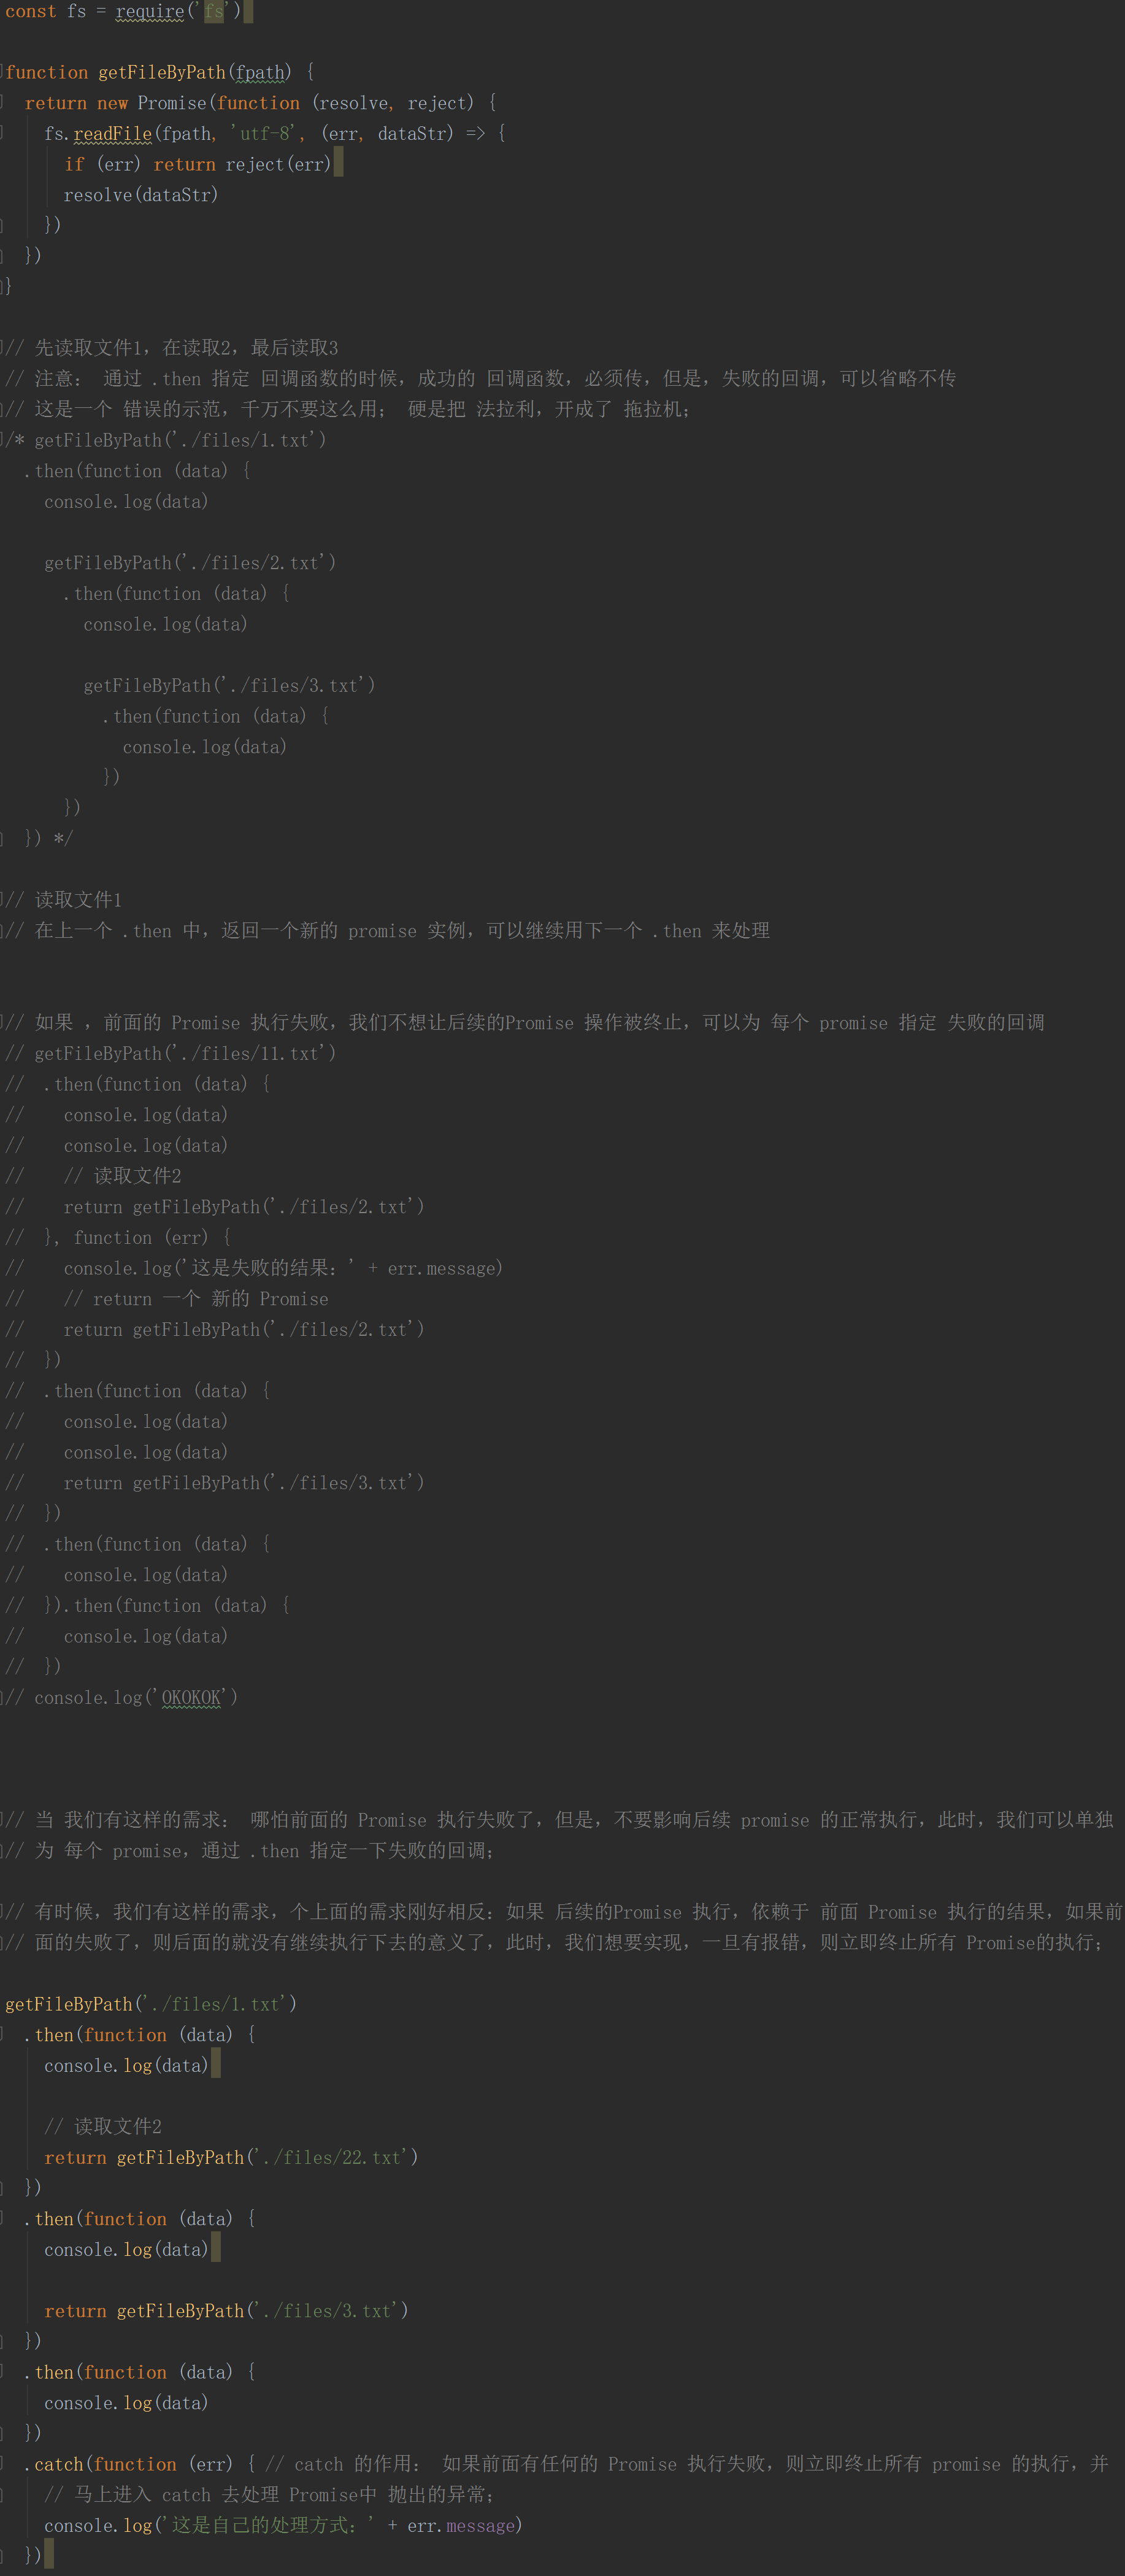 const fs = require('fs')
function getFileByPath(fpath) {
return new Promise(function (resolve, reject) {
fs.readFile(fpath, 'utf-8', (err, dataStr) => {
if (err) return reject(err)
resolve(dataStr)
})
})
}
// 先读取文件1，在读取2，最后读取3
// 注意： 通过 .then 指定 回调函数的时候，成功的 回调函数，必须传，但是，失败的回调，可以省略不传
// 这是一个 错误的示范，千万不要这么用； 硬是把 法拉利，开成了 拖拉机；
/* getFileByPath('./files/1.txt')
.then(function (data) {
console.log(data)
getFileByPath('./files/2.txt')
.then(function (data) {
console.log(data)
getFileByPath('./files/3.txt')
.then(function (data) {
console.log(data)
})
})
}) */
// 读取文件1
// 在上一个 .then 中，返回一个新的 promise 实例，可以继续用下一个 .then 来处理
// 如果 ，前面的 Promise 执行失败，我们不想让后续的Promise 操作被终止，可以为 每个 promise 指定 失败的回调
// getFileByPath('./files/11.txt')
// .then(function (data) {
// console.log(data)
// console.log(data)
// // 读取文件2
// return getFileByPath('./files/2.txt')
// }, function (err) {
// console.log('这是失败的结果：' + err.message)
// // return 一个 新的 Promise
// return getFileByPath('./files/2.txt')
// })
// .then(function (data) {
// console.log(data)
// console.log(data)
// return getFileByPath('./files/3.txt')
// })
// .then(function (data) {
// console.log(data)
// }).then(function (data) {
// console.log(data)
// })
// console.log('OKOKOK')
// 当 我们有这样的需求： 哪怕前面的 Promise 执行失败了，但是，不要影响后续 promise 的正常执行，此时，我们可以单独
// 为 每个 promise，通过 .then 指定一下失败的回调；
// 有时候，我们有这样的需求，个上面的需求刚好相反：如果 后续的Promise 执行，依赖于 前面 Promise 执行的结果，如果前
// 面的失败了，则后面的就没有继续执行下去的意义了，此时，我们想要实现，一旦有报错，则立即终止所有 Promise的执行；
getFileByPath('./files/1.txt')
.then(function (data) {
console.log(data)
// 读取文件2
return getFileByPath('./files/22.txt')
})
.then(function (data) {
console.log(data)
return getFileByPath('./files/3.txt')
})
.then(function (data) {
console.log(data)
})
.catch(function (err) { // catch 的作用： 如果前面有任何的 Promise 执行失败，则立即终止所有 promise 的执行，并
// 马上进入 catch 去处理 Promise中 抛出的异常；
console.log('这是自己的处理方式：' + err.message)
})